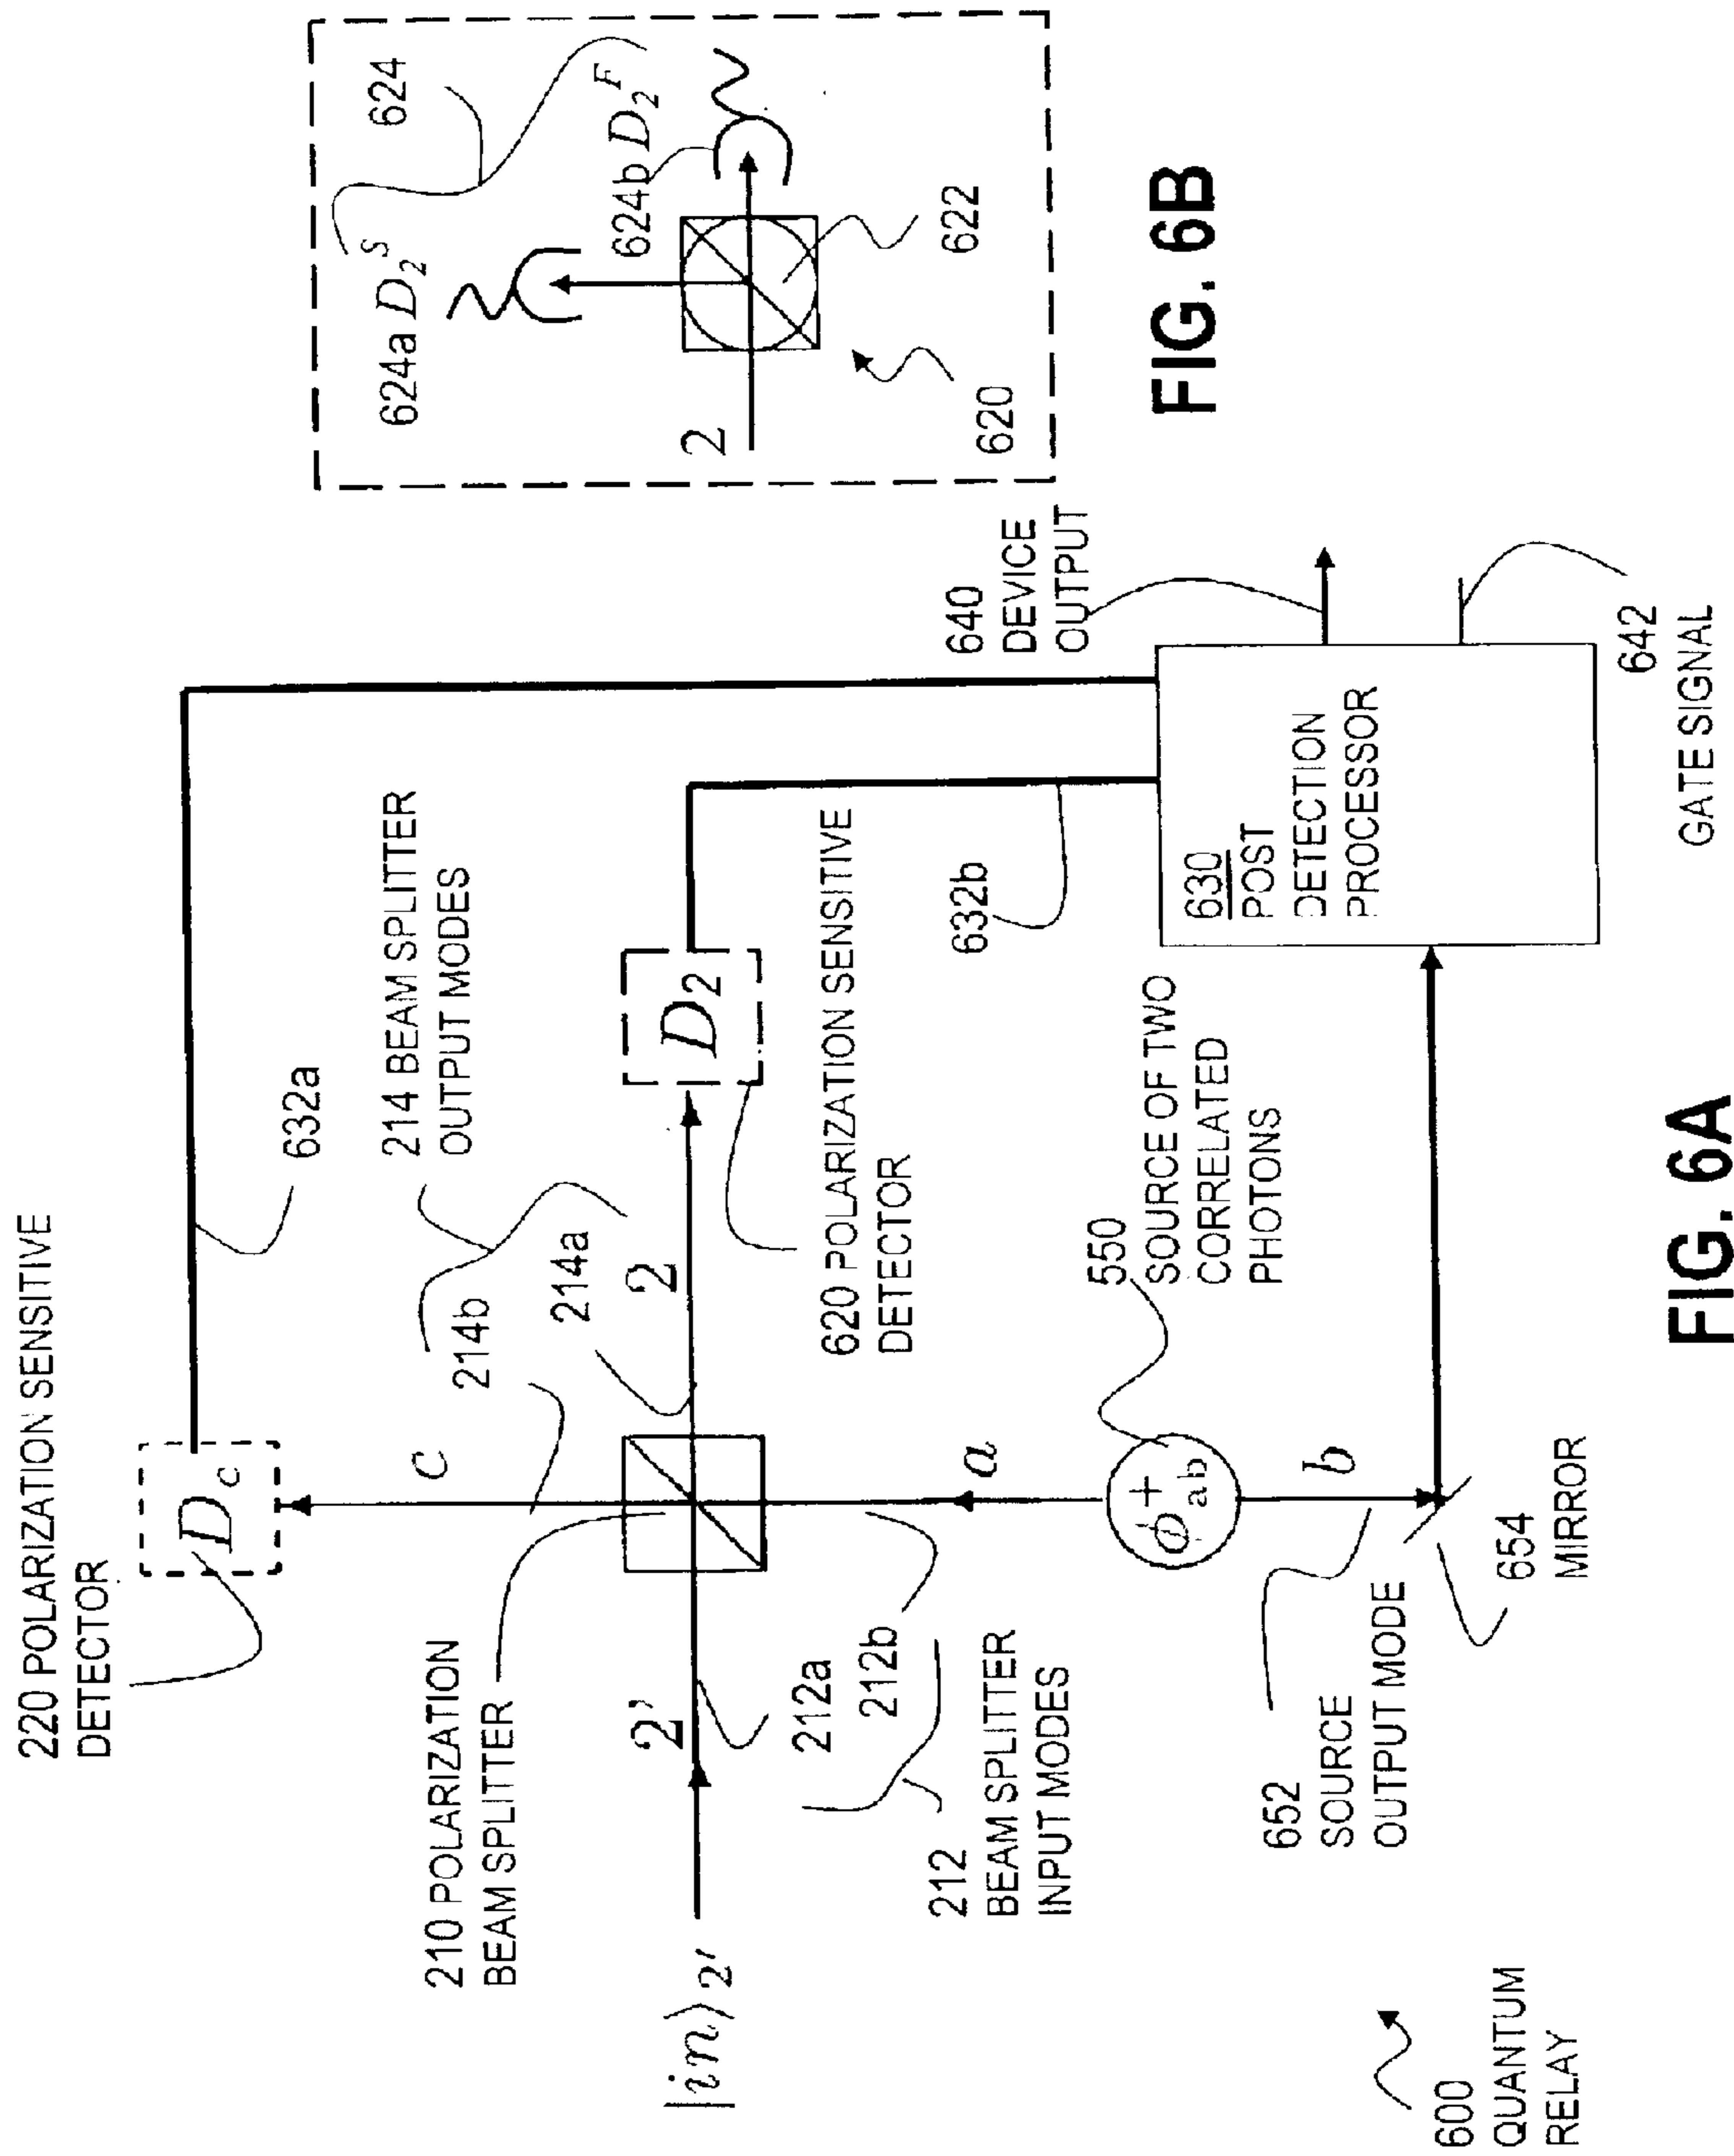 220 POLARIZATION SENSITIVE
DETECTOR
D_c
632a
c
214 BEAM SPLITTER
OUTPUT MODES
214b
214a
210 POLARIZATION
BEAM SPLITTER
|in⟩2'
2'
2
D_2
212a
212b
212
BEAM SPLITTER
INPUT MODES
620 POLARIZATION SENSITIVE
DETECTOR
632b
a
550
SOURCE OF TWO
CORRELATED
PHOTONS
ϕ+ab
b
652
SOURCE
OUTPUT MODE
654
MIRROR
630 POST
DETECTION
PROCESSOR
640
DEVICE
OUTPUT
642
GATE SIGNAL
600
QUANTUM
RELAY
FIG. 6A
624a D_2^S
624
624b D_2^F
2
622
620
FIG. 6B